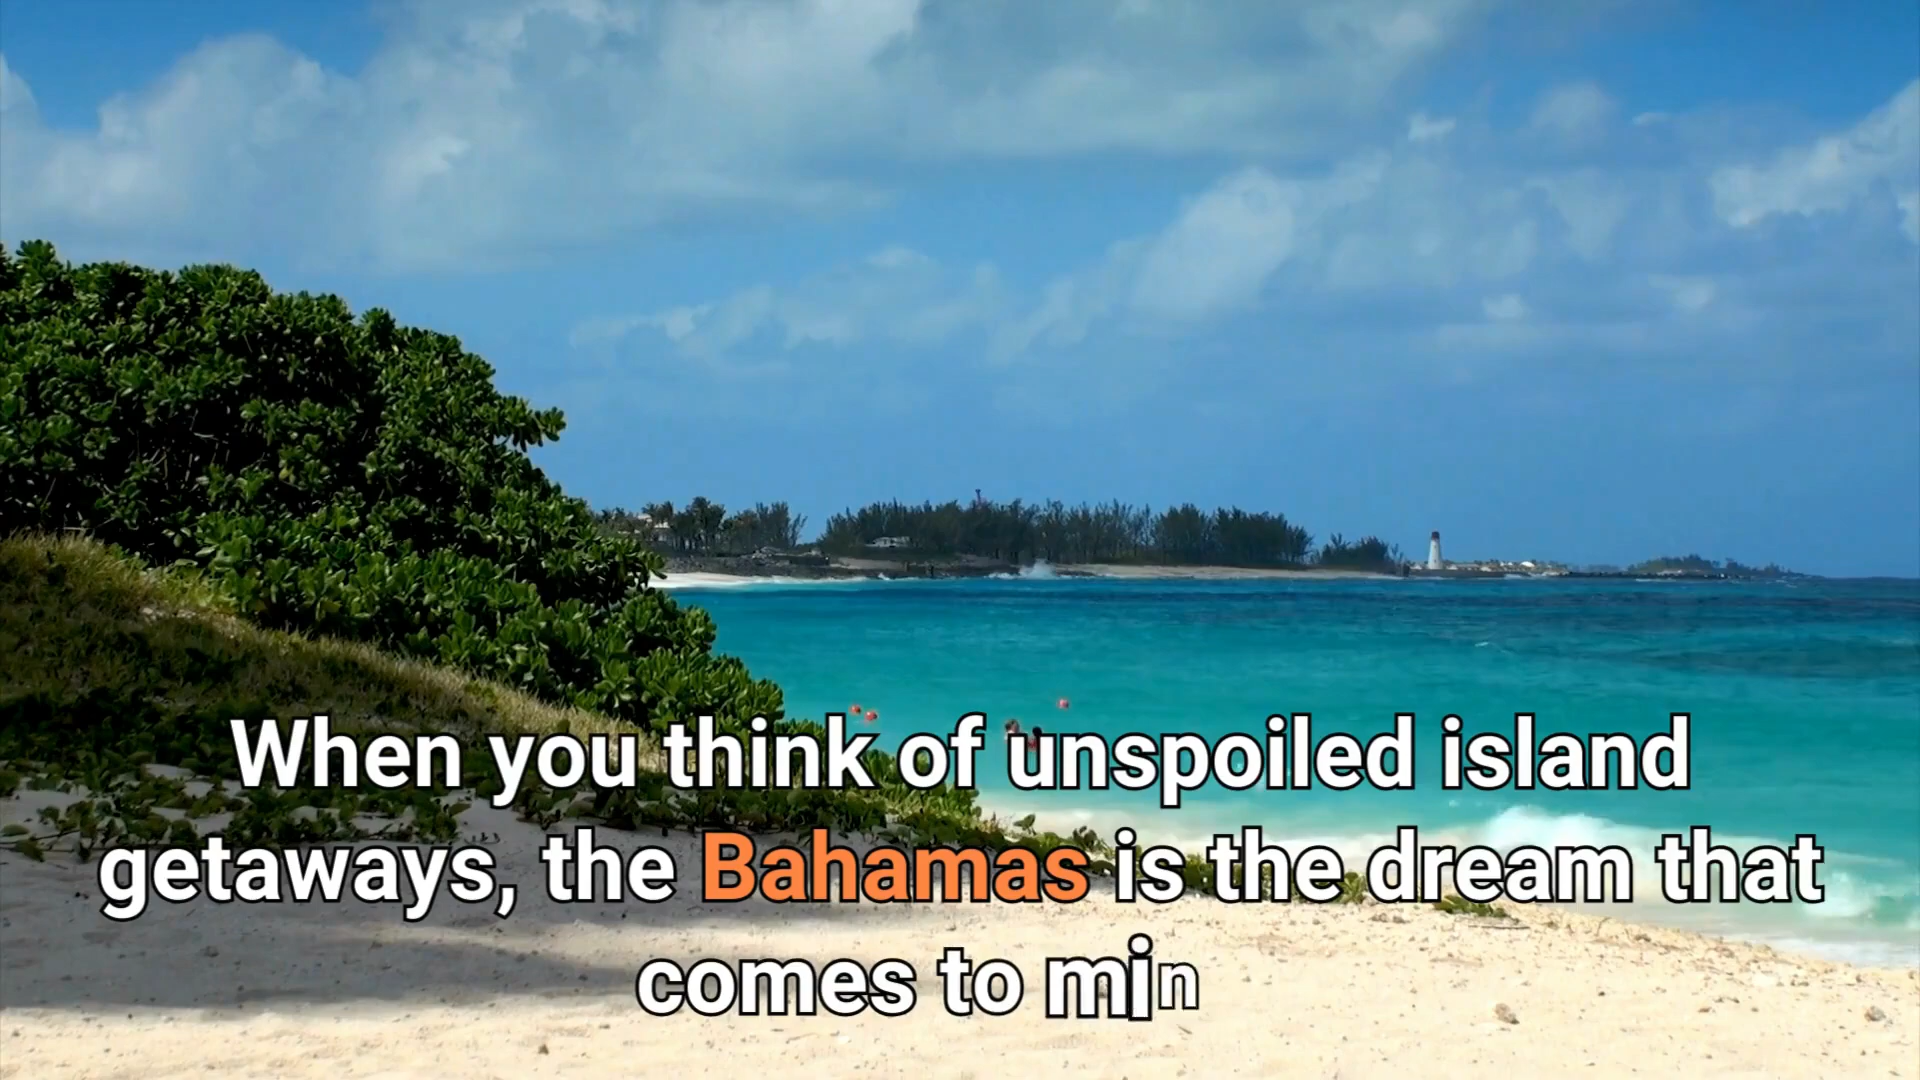 When you think of unspoiled island
getaways, the Bahamas is the dream that
comes to min